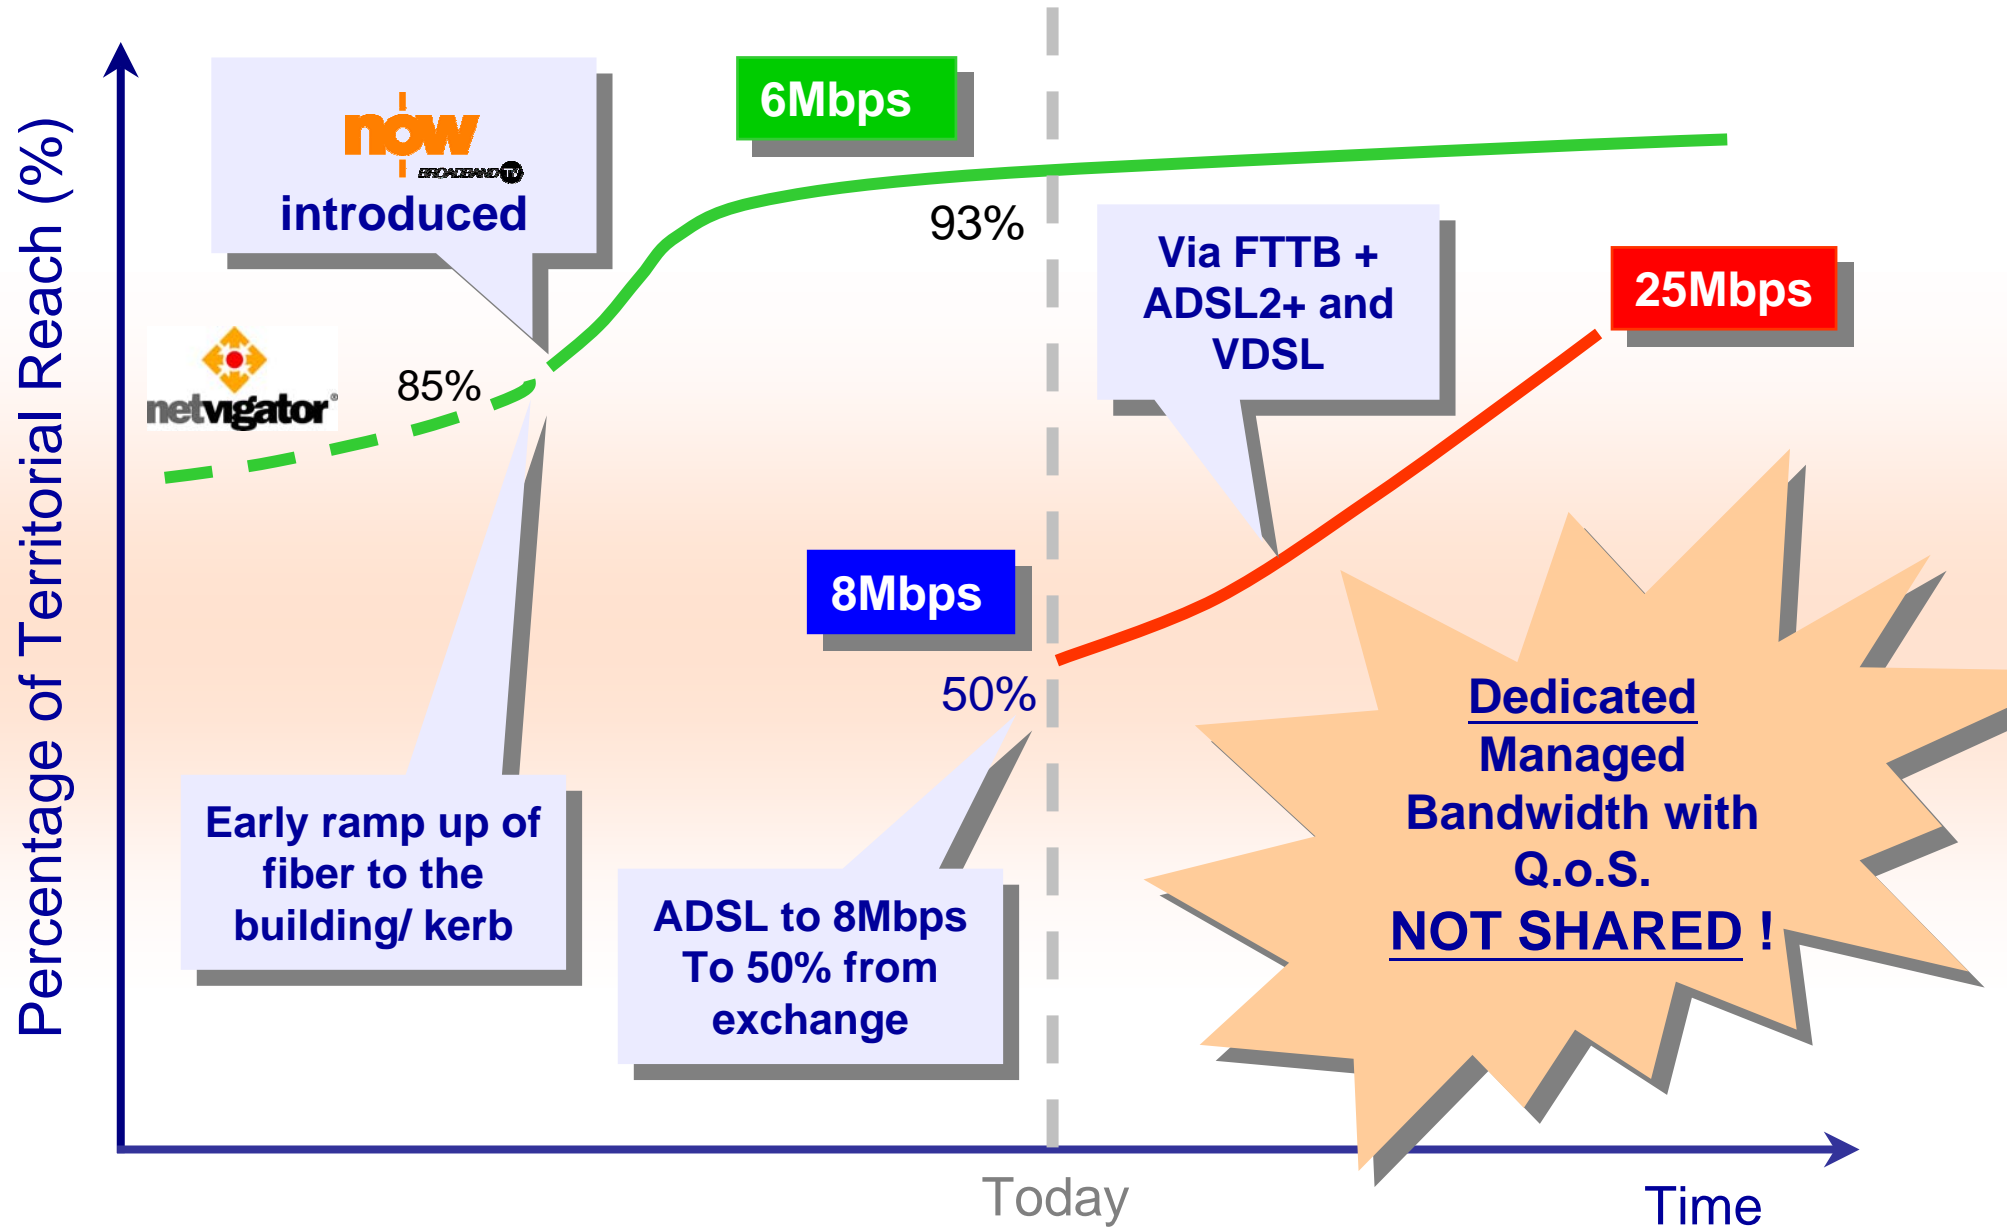 Percentage of Territorial Reach (%)
now
BROADBAND TV
introduced
6Mbps
93%
netvigator®
85%
Via FTTB +
ADSL2+ and
VDSL
25Mbps
8Mbps
50%
Early ramp up of
fiber to the
building/ kerb
ADSL to 8Mbps
To 50% from
exchange
Dedicated
Managed
Bandwidth with
Q.o.S.
NOT SHARED !
Today
Time